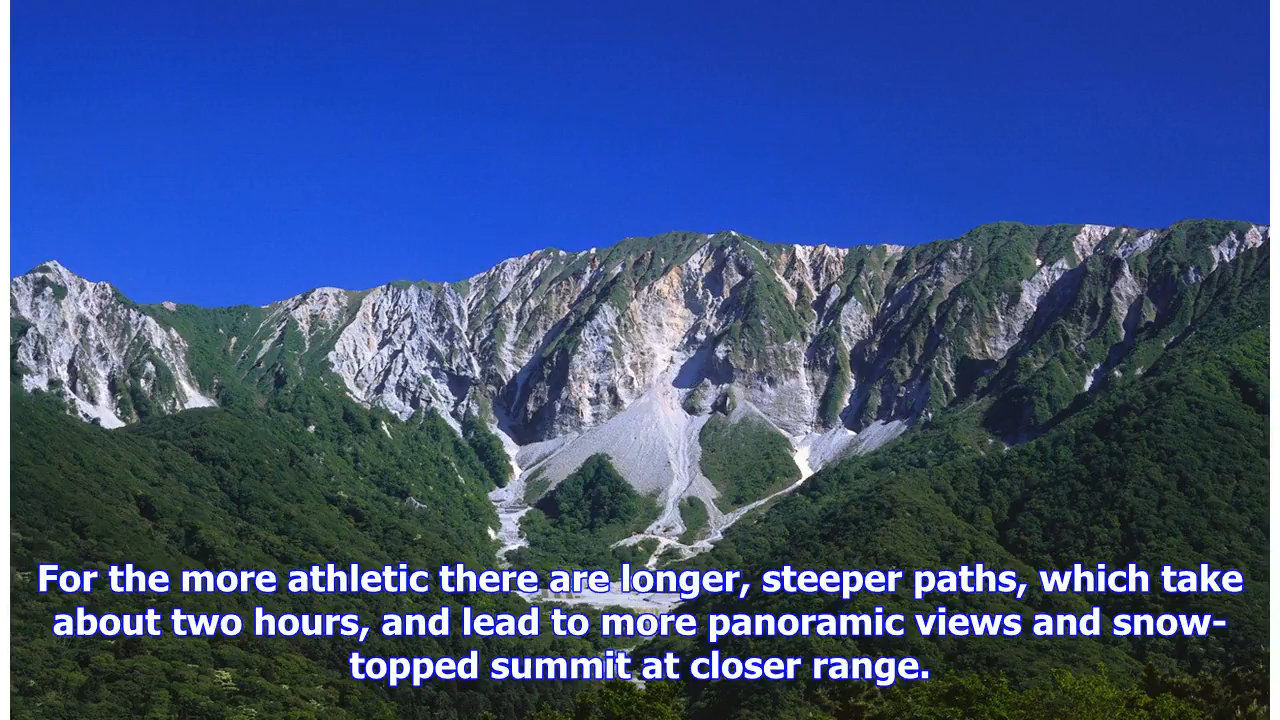 For the more athletic there are longer, steeper paths, which take
about two hours, and lead to more panoramic views and snow-
topped summit at closer range.